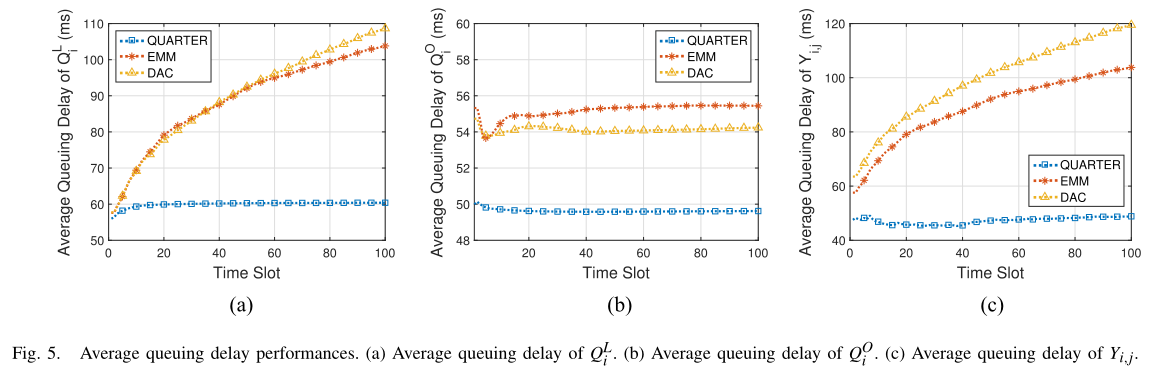 Average Queuing Delay of Q_i^L (ms)
110
100
90
80
70
60
50
QUARTER
EMM
DAC
0 20 40 60 80 100
Time Slot
(a)
Average Queuing Delay of Q_i^O (ms)
60
58
56
54
52
50
48
QUARTER
EMM
DAC
0 20 40 60 80 100
Time Slot
(b)
Average Queuing Delay of Y_{i,j} (ms)
120
100
80
60
40
QUARTER
EMM
DAC
0 20 40 60 80 100
Time Slot
(c)
Fig. 5. Average queuing delay performances. (a) Average queuing delay of Q_i^L. (b) Average queuing delay of Q_i^O. (c) Average queuing delay of Y_{i,j}.